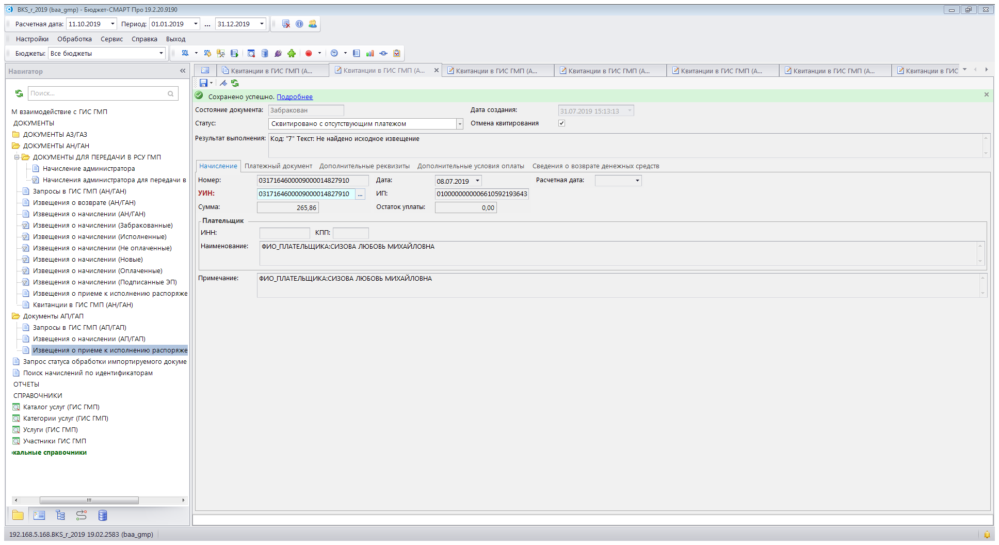 BKS_r_2019 (baa_gmp) - Бюджет-СМАРТ Про 19.2.20.9190
Расчетная дата: 11.10.2019 Период: 01.01.2019 ... 31.12.2019
Настройки Обработка Сервис Справка Выход
Бюджеты: Все бюджеты SQL
Навигатор
Поиск...
М взаимодействие с ГИС ГМП
ДОКУМЕНТЫ
ДОКУМЕНТЫ АЗ/ГАЗ
ДОКУМЕНТЫ АН/ГАН
ДОКУМЕНТЫ ДЛЯ ПЕРЕДАЧИ В РСУ ГМП
Начисление администратора
Начисления администратора для передачи в
Запросы в ГИС ГМП (АН/ГАН)
Извещения о возврате (АН/ГАН)
Извещения о начислении (АН/ГАН)
Извещения о начислении (Забракованные)
Извещения о начислении (Исполненные)
Извещения о начислении (Не оплаченные)
Извещения о начислении (Новые)
Извещения о начислении (Оплаченные)
Извещения о начислении (Подписанные ЭП)
Извещения о приеме к исполнению распоряже
Квитанции в ГИС ГМП (АН/ГАН)
Документы АП/ГАП
Запросы в ГИС ГМП (АП/ГАП)
Извещения о начислении (АП/ГАП)
Извещения о приеме к исполнению распоряже
Запрос статуса обработки импортируемого докуме
Поиск начислений по идентификаторам
ОТЧЕТЫ
СПРАВОЧНИКИ
Каталог услуг (ГИС ГМП)
Категории услуг (ГИС ГМП)
Услуги (ГИС ГМП)
Участники ГИС ГМП
кальные справочники
Квитанции в ГИС ГМП (А... Квитанции в ГИС ГМП (А... Квитанции в ГИС ГМП (А... Квитанции в ГИС ГМП (А... Квитанции в ГИС ГМП (А... Квитанции в ГИС ГМП (А... Квитанции в ГИС
Сохранено успешно. Подробнее
Состояние документа: Забракован Дата создания: 31.07.2019 15:13:13
Статус: Сквитировано с отсутствующим платежом Отмена квитирования
Результат выполнения: Код: "7" Текст: Не найдено исходное извещение
Начисление Платежный документ Дополнительные реквизиты Дополнительные условия оплаты Сведения о возврате денежных средств
Номер: 0317164600009000014827910 Дата: 08.07.2019 Расчетная дата:
УИН: 0317164600009000014827910 ... ИП: 0100000000006610592193643
Сумма: 265,86 Остаток уплаты: 0,00
Плательщик
ИНН: КПП:
Наименование: ФИО_ПЛАТЕЛЬЩИКА:СИЗОВА ЛЮБОВЬ МИХАЙЛОВНА
Примечание: ФИО_ПЛАТЕЛЬЩИКА:СИЗОВА ЛЮБОВЬ МИХАЙЛОВНА
192.168.5.168.BKS_r_2019 19.02.2583 (baa_gmp)